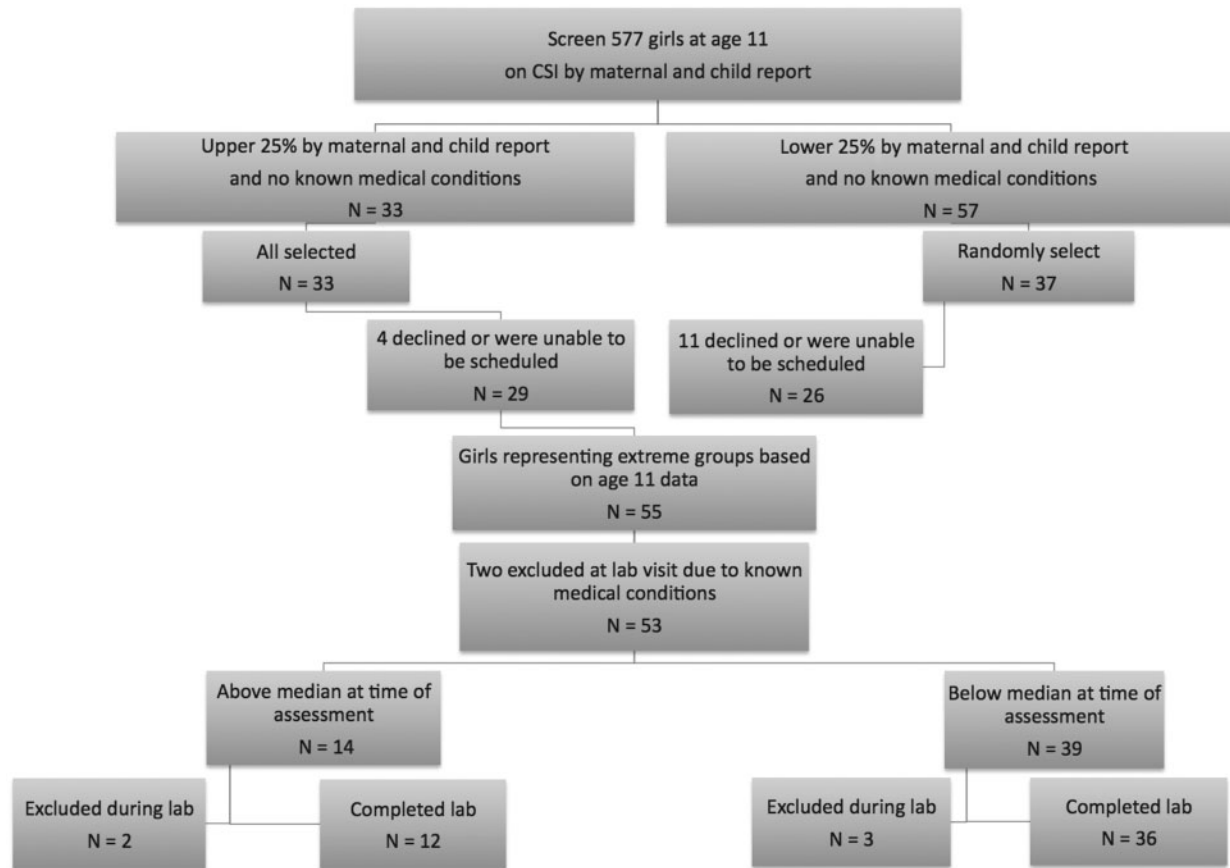 Screen 577 girls at age 11
on CSI by maternal and child report
Upper 25% by maternal and child report
and no known medical conditions
N = 33
Lower 25% by maternal and child report
and no known medical conditions
N = 57
All selected
N = 33
Randomly select
N = 37
4 declined or were unable to
be scheduled
N = 29
11 declined or were unable
to be scheduled
N = 26
Girls representing extreme groups based
on age 11 data
N = 55
Two excluded at lab visit due to known
medical conditions
N = 53
Above median at time of
assessment
N = 14
Below median at time of
assessment
N = 39
Excluded during lab
N = 2
Completed lab
N = 12
Excluded during lab
N = 3
Completed lab
N = 36